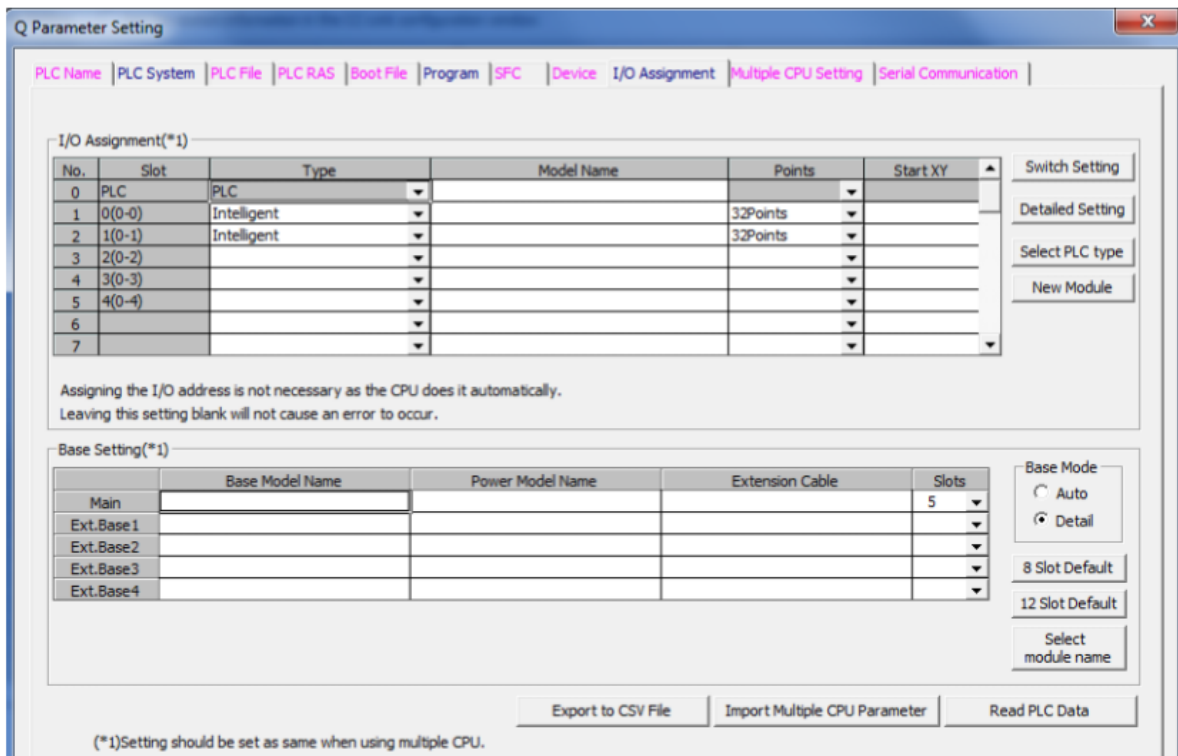 Q Parameter Setting
PLC Name PLC System PLC File PLC RAS Boot File Program SFC Device I/O Assignment Multiple CPU Setting Serial Communication
I/O Assignment(*1)
No. Slot Type Model Name Points Start XY
0 PLC PLC
1 0(0-0) Intelligent 32Points
2 1(0-1) Intelligent 32Points
3 2(0-2)
4 3(0-3)
5 4(0-4)
6
7
Switch Setting
Detailed Setting
Select PLC type
New Module
Assigning the I/O address is not necessary as the CPU does it automatically.
Leaving this setting blank will not cause an error to occur.
Base Setting(*1)
Base Model Name Power Model Name Extension Cable Slots
Main 5
Ext.Base1
Ext.Base2
Ext.Base3
Ext.Base4
Base Mode
Auto
Detail
8 Slot Default
12 Slot Default
Select
module name
Export to CSV File Import Multiple CPU Parameter Read PLC Data
(*1)Setting should be set as same when using multiple CPU.